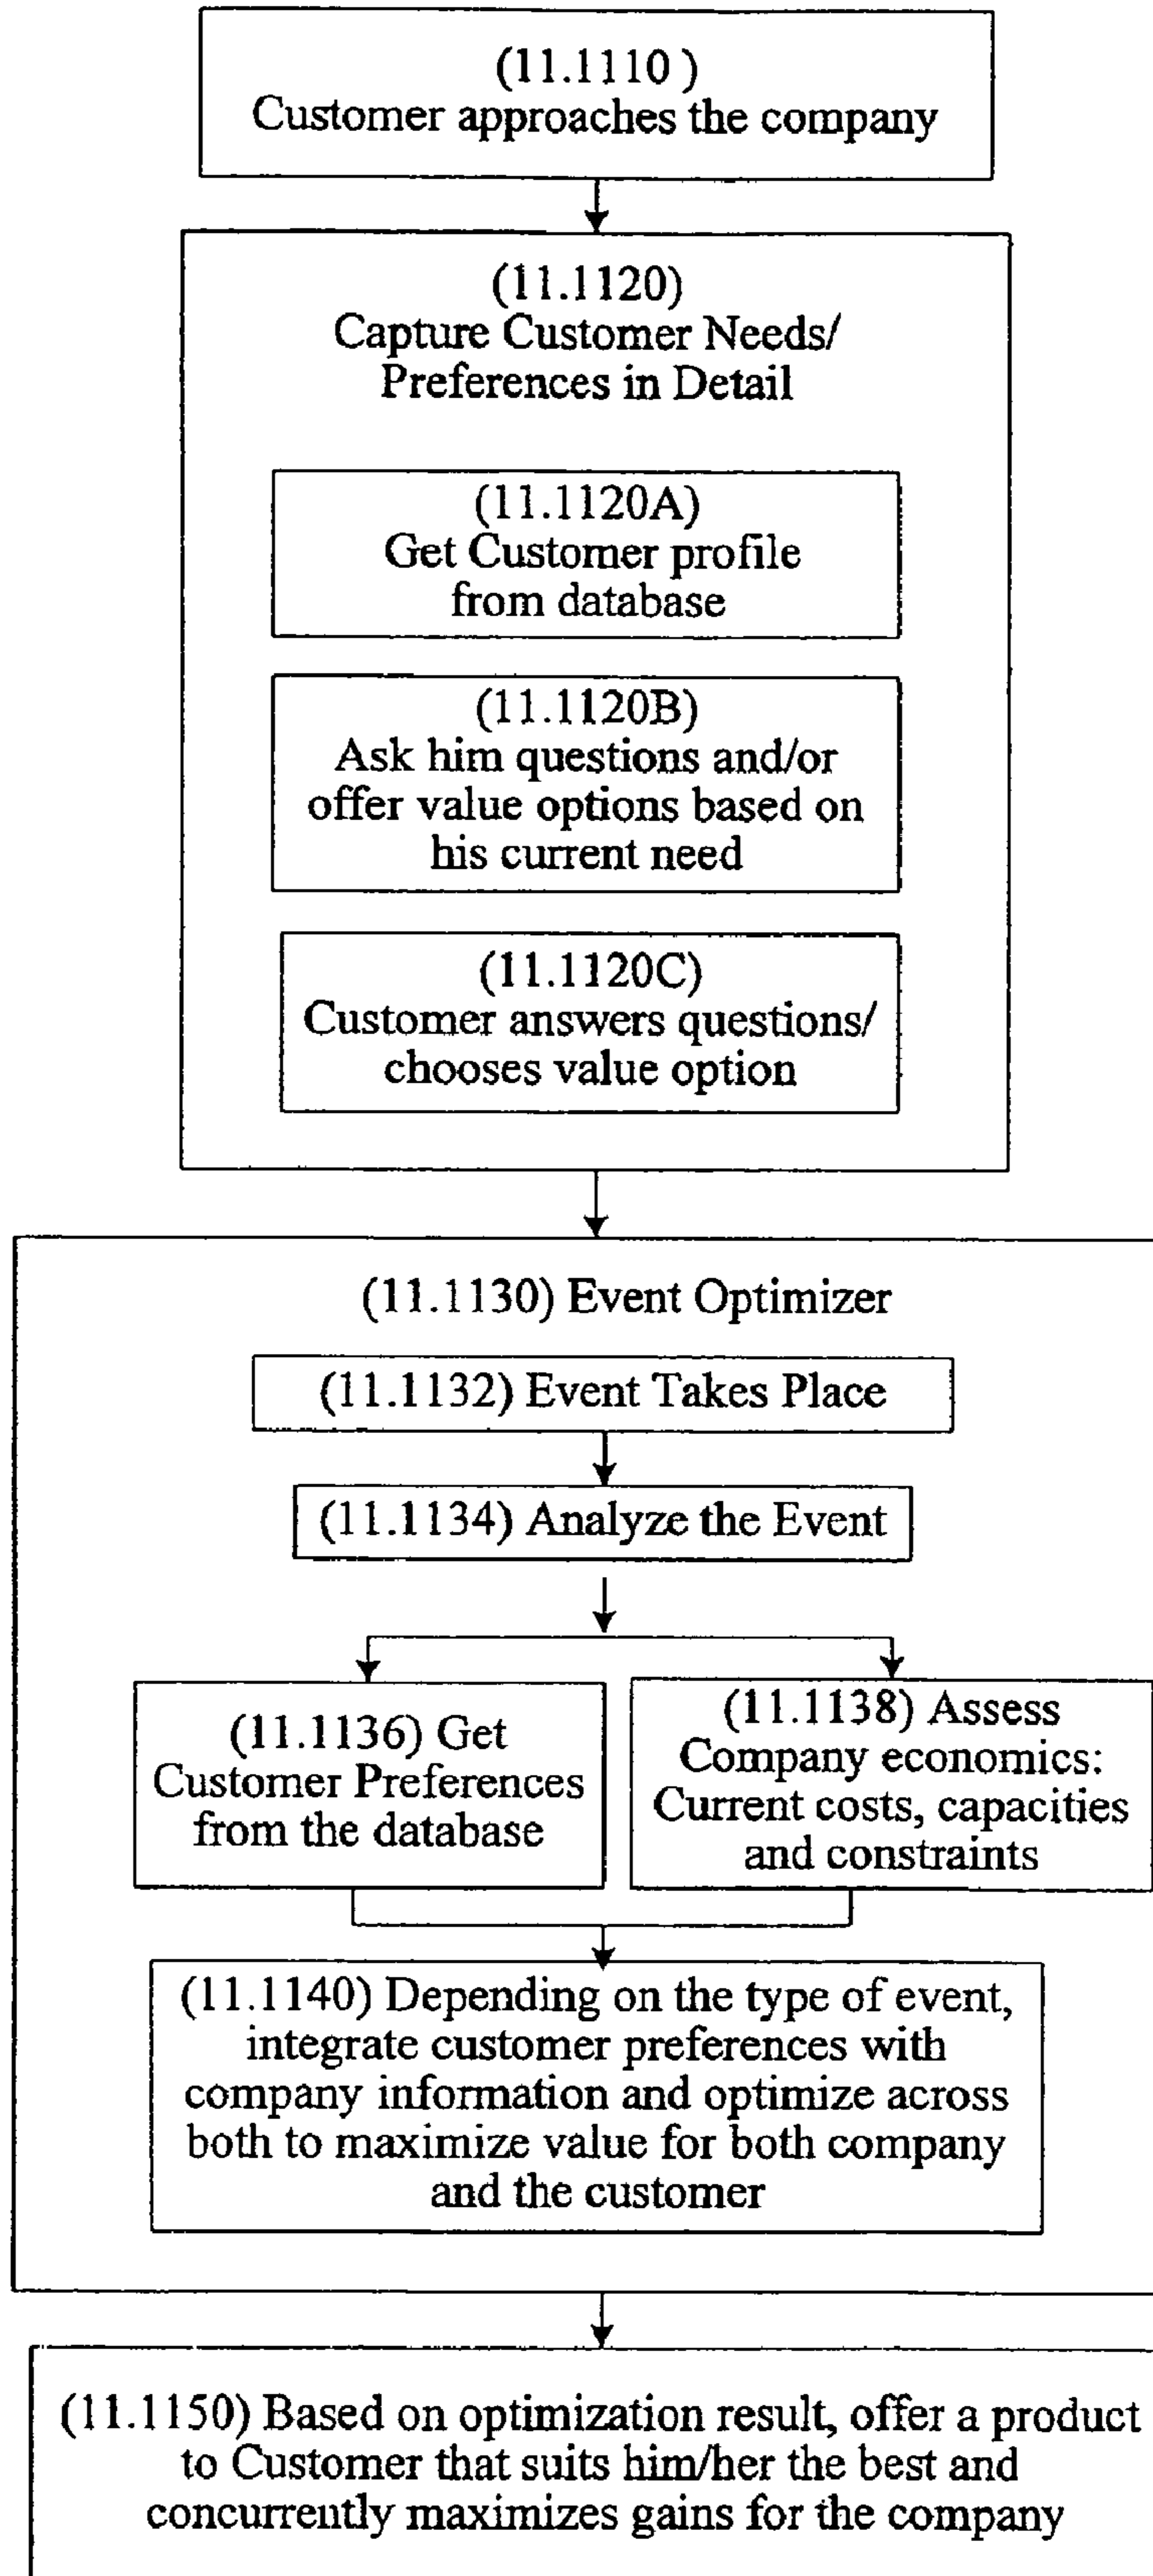 (11.1110 )
Customer approaches the company
(11.1120)
Capture Customer Needs/
Preferences in Detail
(11.1120A)
Get Customer profile
from database
(11.1120B)
Ask him questions and/or
offer value options based on
his current need
(11.1120C)
Customer answers questions/
chooses value option
(11.1130) Event Optimizer
(11.1132) Event Takes Place
(11.1134) Analyze the Event
(11.1136) Get
Customer Preferences
from the database
(11.1138) Assess
Company economics:
Current costs, capacities
and constraints
(11.1140) Depending on the type of event,
integrate customer preferences with
company information and optimize across
both to maximize value for both company
and the customer
(11.1150) Based on optimization result, offer a product
to Customer that suits him/her the best and
concurrently maximizes gains for the company